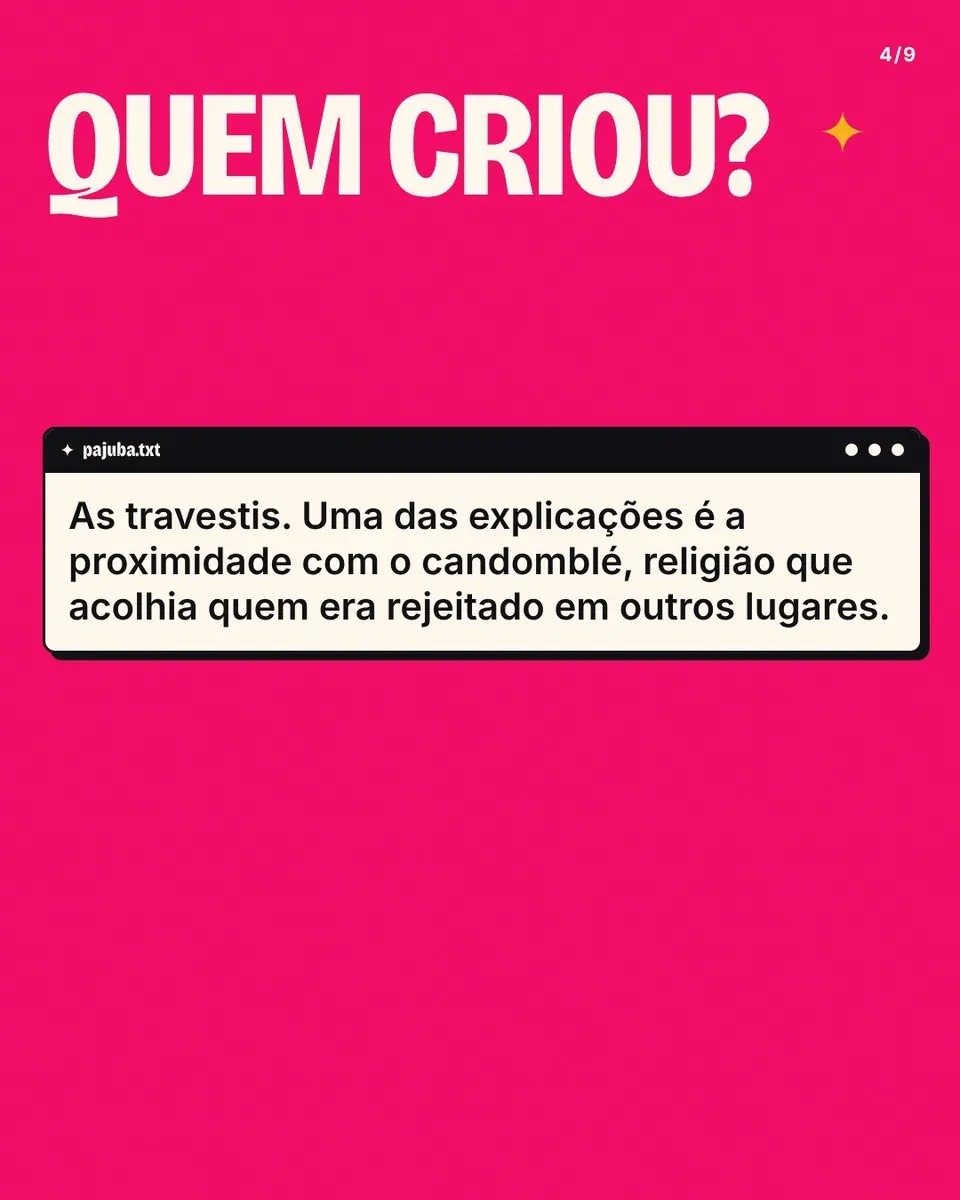 4/9
QUEM CRIOU?
pajuba.txt
As travestis. Uma das explicações é a
proximidade com o candomblé, religião que
acolhia quem era rejeitado em outros lugares.